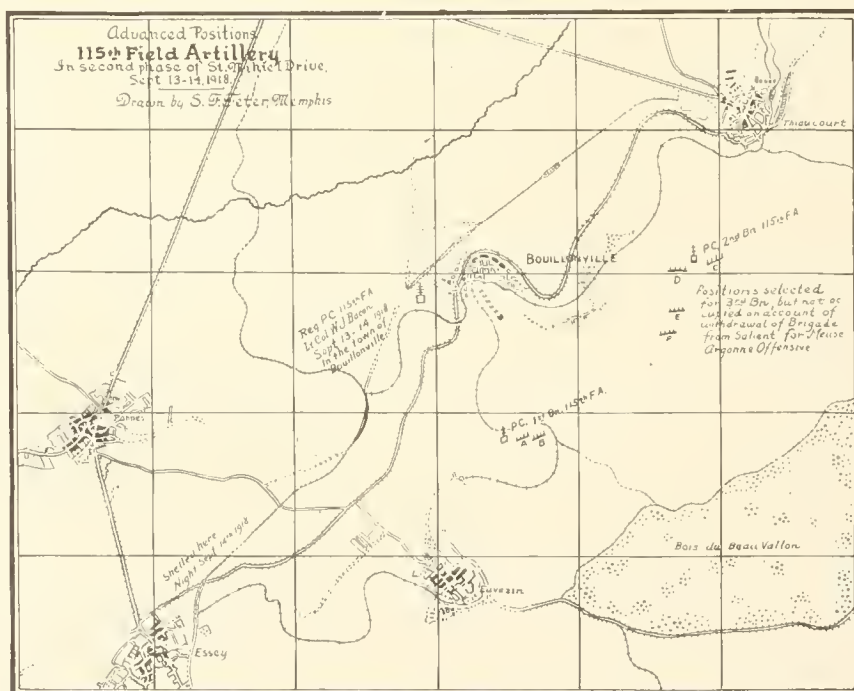 Advanced Positions
115th Field Artillery
In second phase of St. Mihiel Drive,
Sept 13-14, 1918.
Drawn by S. F. Teter, Memphis
Thiaucourt
P.C. 2nd Bn 115th F.A.
C
D
BOUILLONVILLE
Positions selected
for 3rd Bn, but not oc
cupied on account of
withdrawal of Brigade
from Salient for Meuse
Argonne Offensive
E
F
Reg. P.C. 115th F.A.
Lt Col W.J. Bacon
Sept 13-14 1918
in the town of
Bouillonville.
Pannes
P.C. 1st Bn. 115th F.A.
A B
Bois du Beau Vallon
Shelled here
Night Sept 14th 1918
Euvezin
Essey